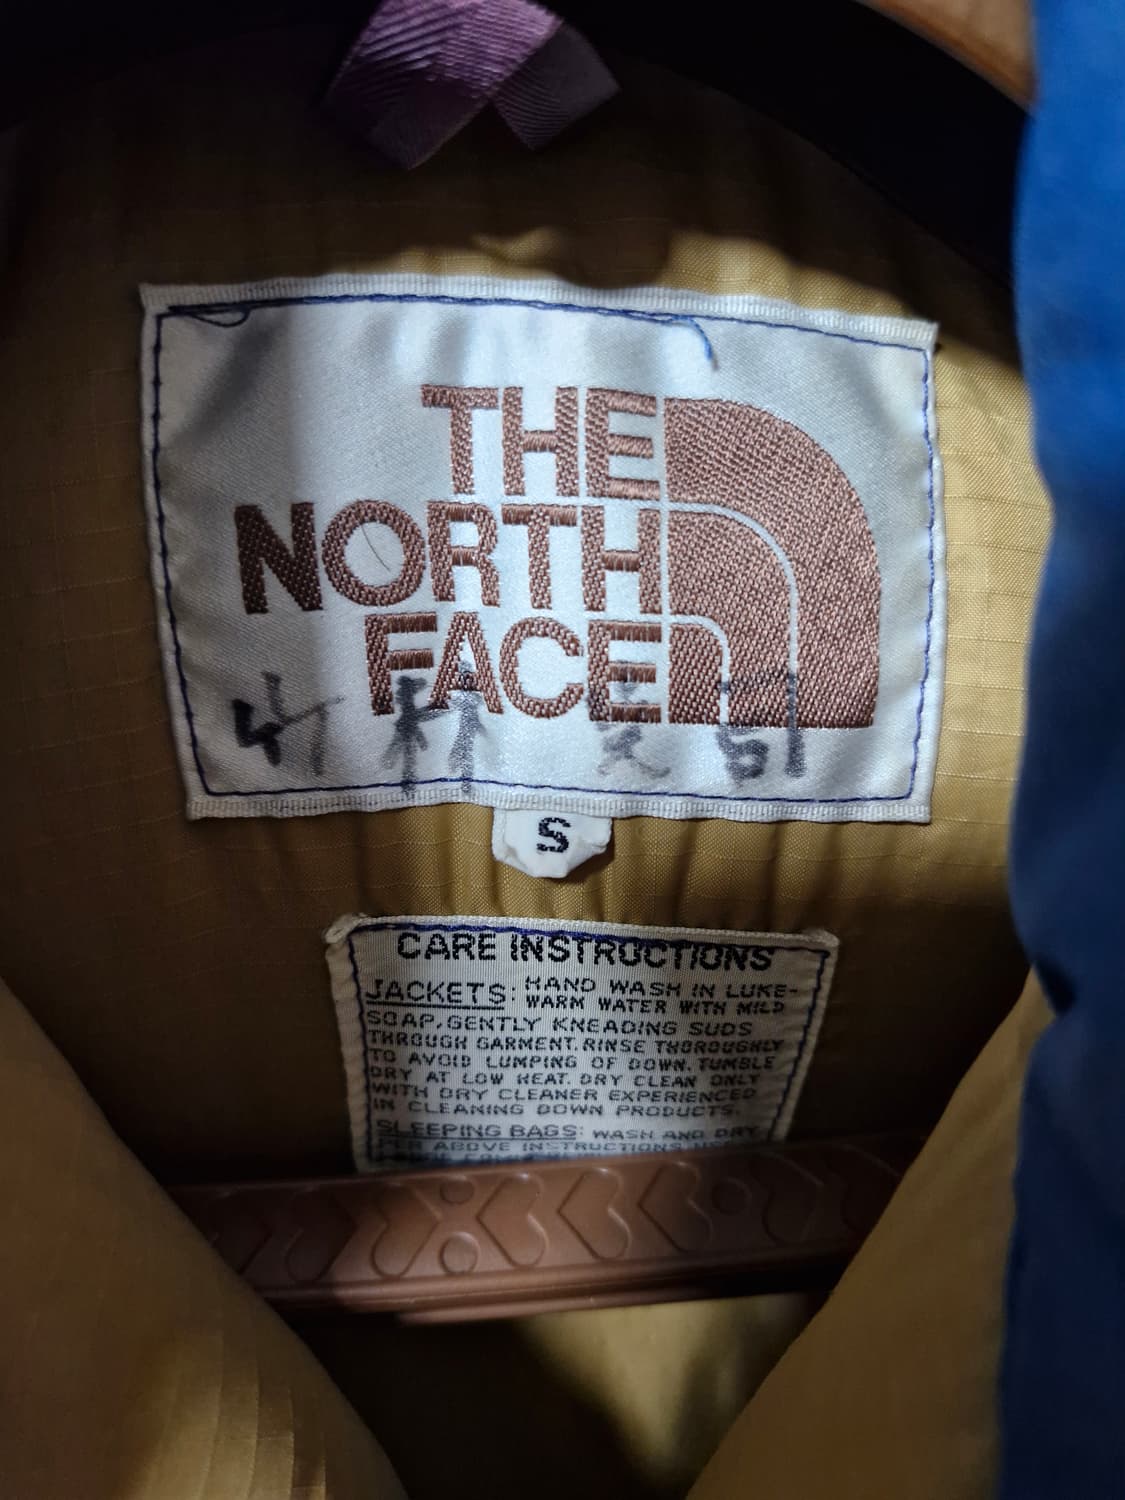 THE
NORTH
FACE
S
CARE INSTRUCTIONS
JACKETS: HAND WASH IN LUKE-
WARM WATER WITH MILD
SOAP, GENTLY KNEADING SUDS
THROUGH GARMENT. RINSE THOROUGHLY
TO AVOID LUMPING OF DOWN. TUMBLE
DRY AT LOW HEAT. DRY CLEAN ONLY
WITH DRY CLEANER EXPERIENCED
IN CLEANING DOWN PRODUCTS.
SLEEPING BAGS: WASH AND DRY
PER ABOVE INSTRUCTIONS